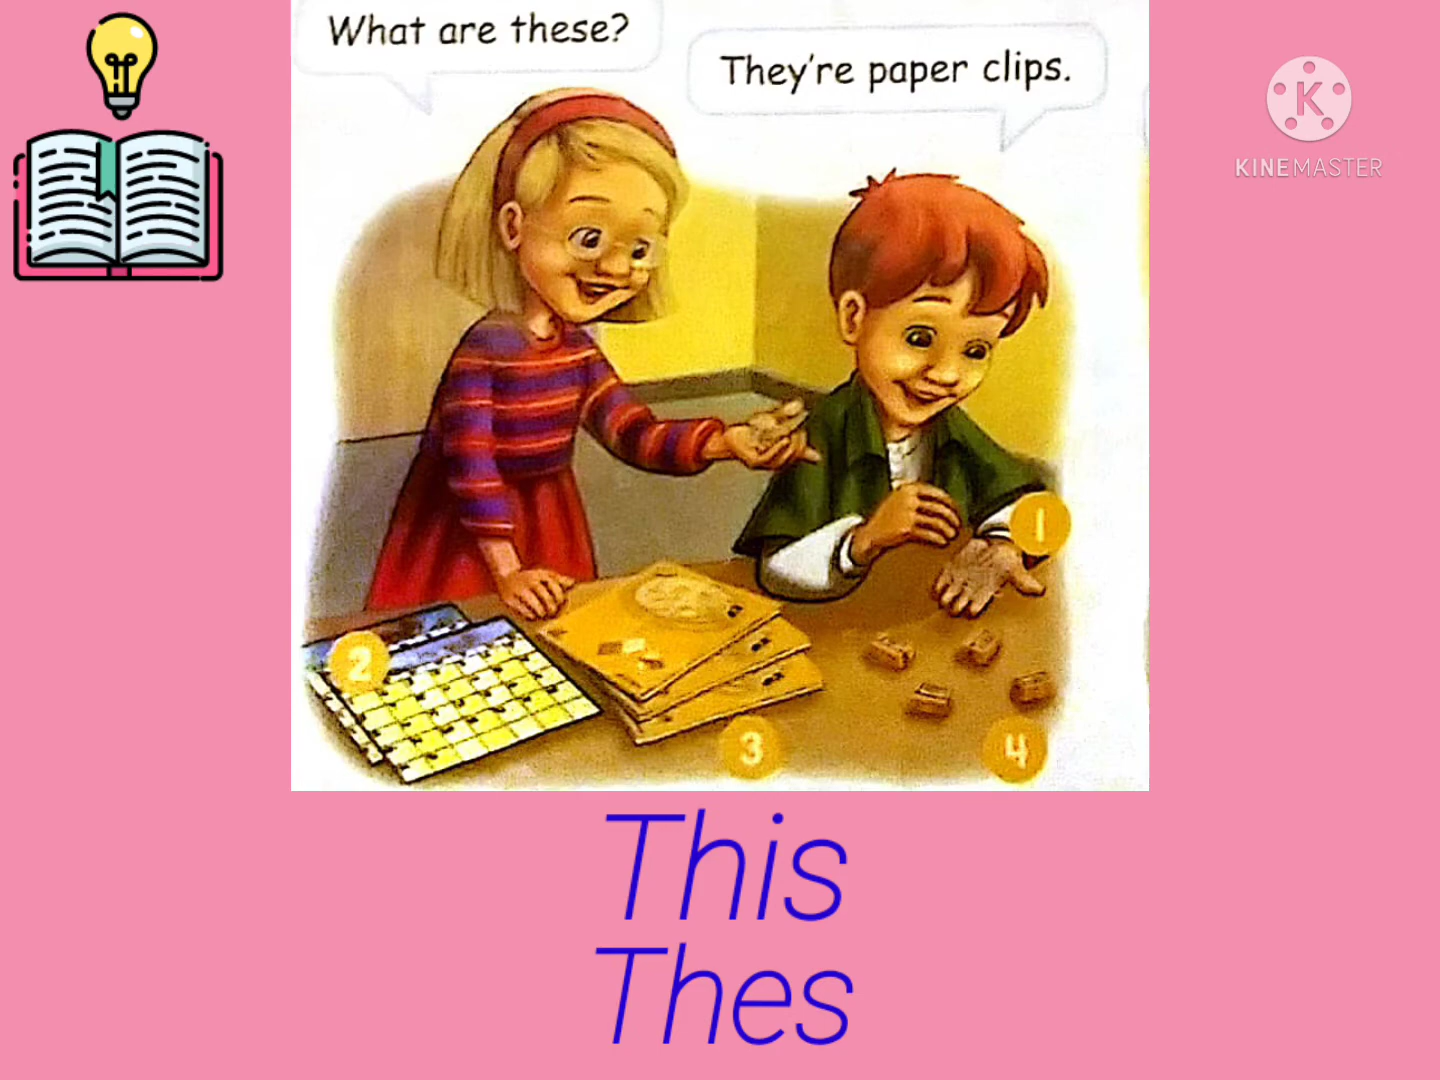 What are these?
They're paper clips.
KINEMASTER
1
2
3
4
This
Thes